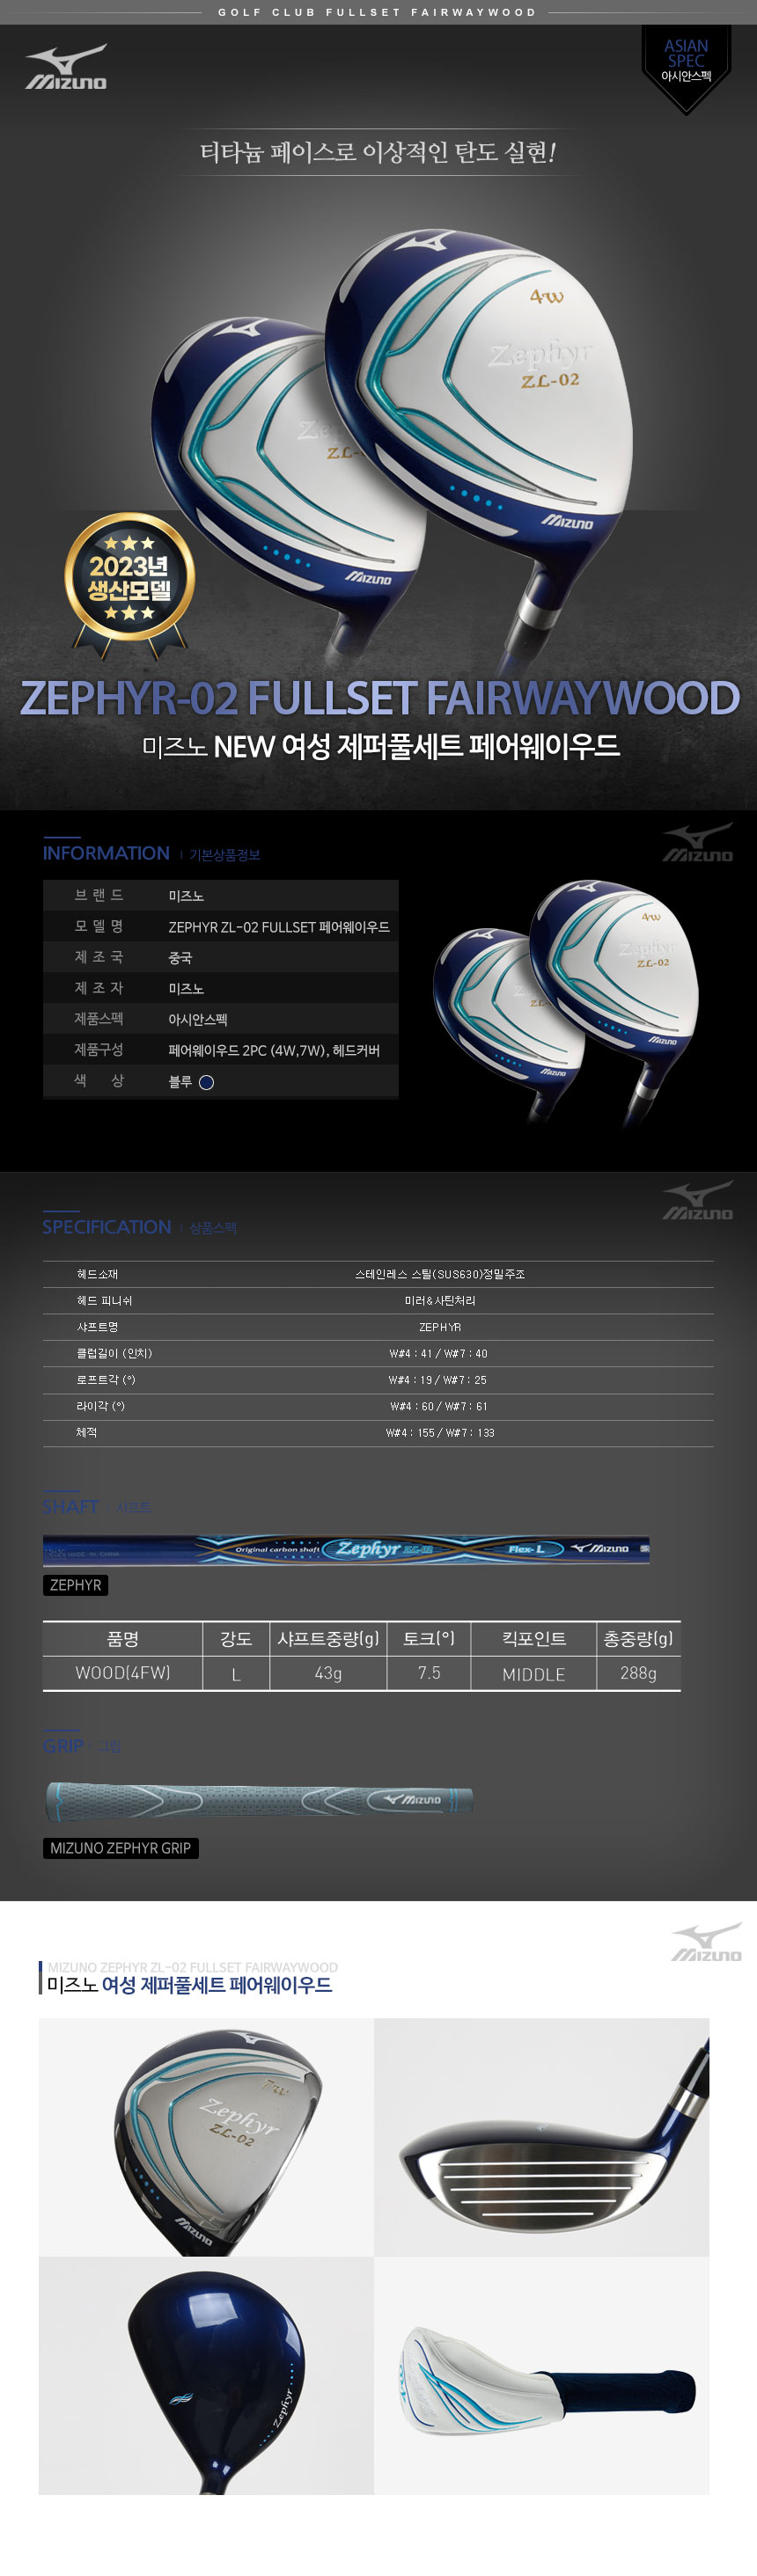 GOLF CLUB FULLSET FAIRWAYWOOD
MIZUNO
ASIAN
SPEC
아시안스펙
티타늄 페이스로 이상적인 탄도 실현!
4W
Zephyr
ZL-02
Ze
ZL-
MIZUNO
MIZUNO
2023년
생산모델
ZEPHYR-02 FULLSET FAIRWAYWOOD
미즈노 NEW 여성 제퍼풀세트 페어웨이우드
MIZUNO
INFORMATION | 기본상품정보
브 랜 드 미즈노
모 델 명 ZEPHYR ZL-02 FULLSET 페어웨이우드
제 조 국 중국
제 조 자 미즈노
제품스펙 아시안스펙
제품구성 페어웨이우드 2PC (4W,7W), 헤드커버
색 상 블루
4W
Zephyr
ZL-02
MIZUNO
MIZUNO
MIZUNO
SPECIFICATION | 상품스펙
헤드소재 스테인레스 스틸(SUS630)정밀주조
헤드 피니쉬 미러&사틴처리
샤프트명 ZEPHYR
클럽길이 (인치) W#4 : 41 / W#7 : 40
로프트각 (°) W#4 : 19 / W#7 : 25
라이각 (°) W#4 : 60 / W#7 : 61
체적 W#4 : 155 / W#7 : 133
SHAFT | 샤프트
MADE IN CHINA Original carbon shaft Zephyr ZL-02 Flex-L MIZUNO
ZEPHYR
품명 강도 샤프트중량(g) 토크(°) 킥포인트 총중량(g)
WOOD(4FW) L 43g 7.5 MIDDLE 288g
GRIP | 그립
MIZUNO
MIZUNO ZEPHYR GRIP
MIZUNO
MIZUNO ZEPHYR ZL-02 FULLSET FAIRWAYWOOD
미즈노 여성 제퍼풀세트 페어웨이우드
7W
Zephyr
ZL-02
MIZUNO
Zephyr